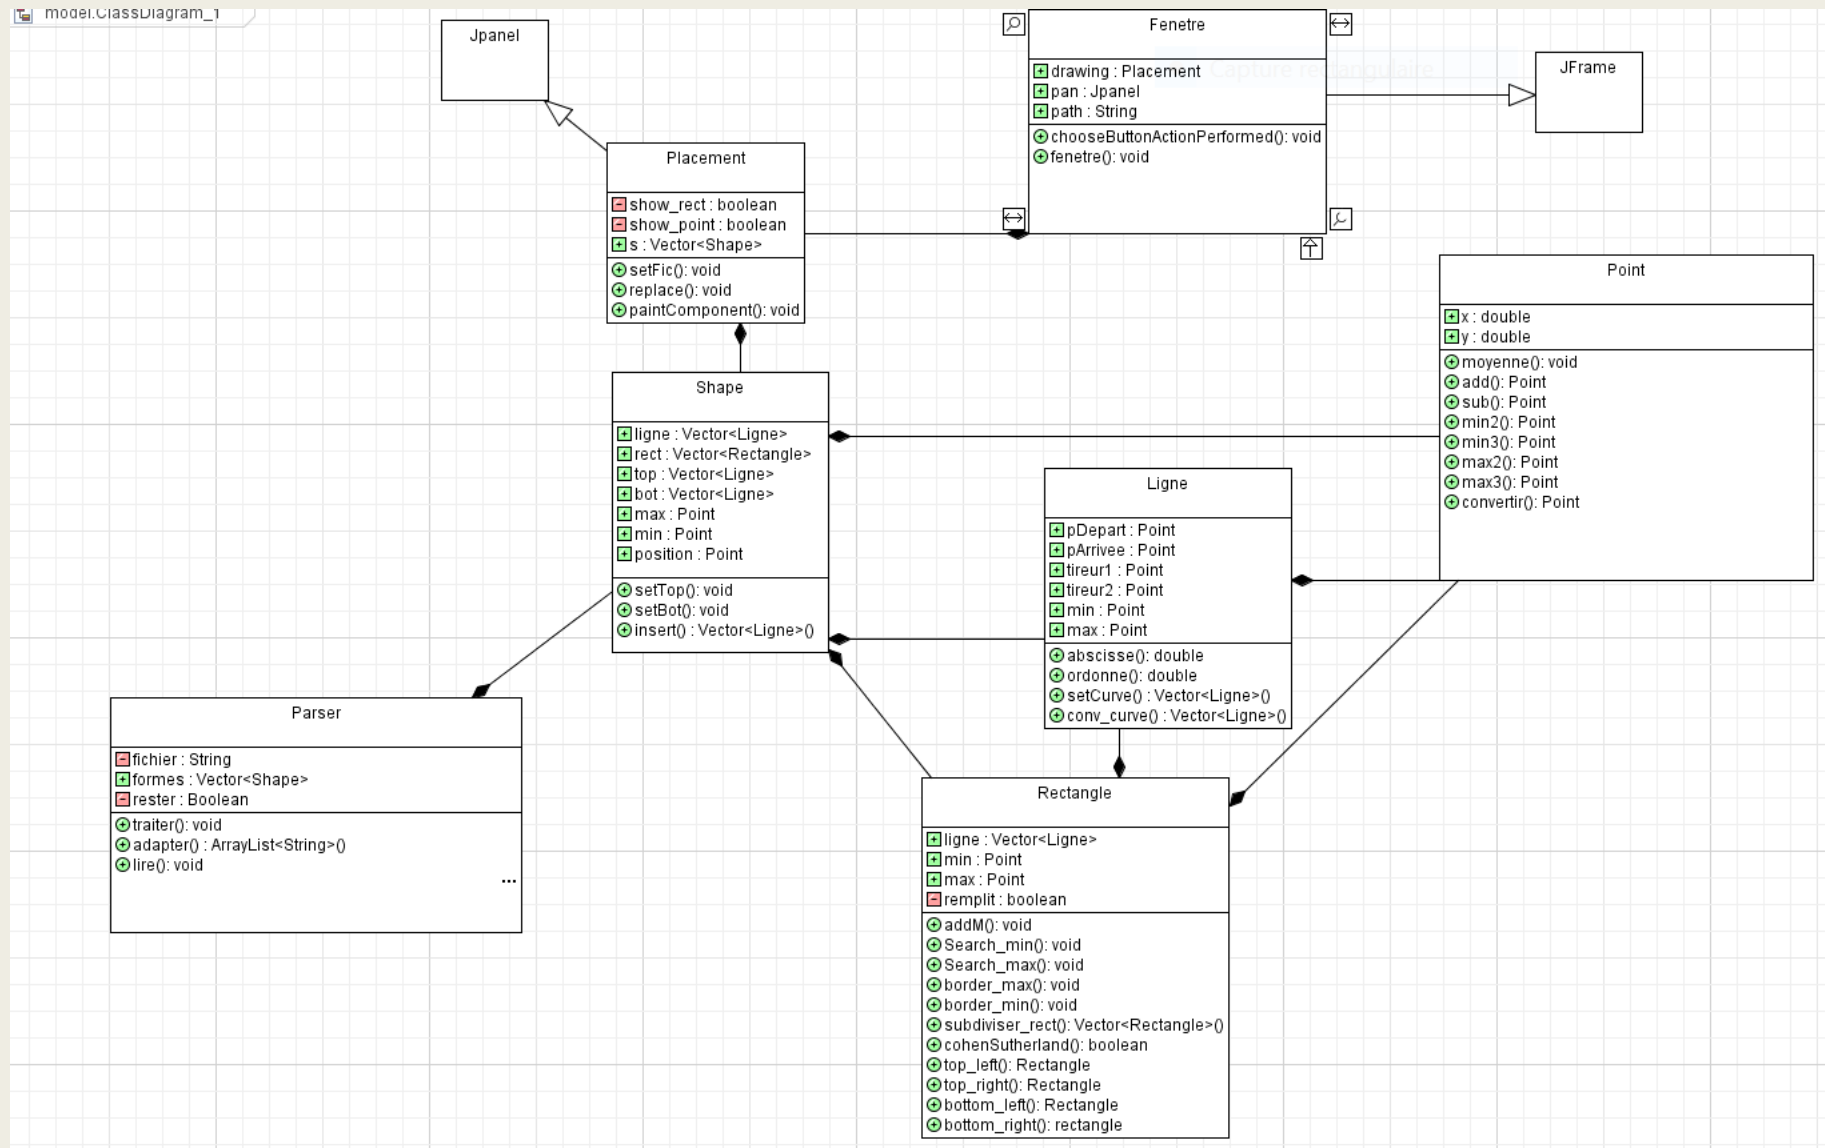 model.ClassDiagram_1
Jpanel
Fenetre
drawing : Placement
pan : Jpanel
path : String
chooseButtonActionPerformed(): void
fenetre(): void
Capture rectangulaire
JFrame
Placement
show_rect : boolean
show_point : boolean
s : Vector<Shape>
setFic(): void
replace(): void
paintComponent(): void
Point
x : double
y : double
moyenne(): void
add(): Point
sub(): Point
min2(): Point
min3(): Point
max2(): Point
max3(): Point
convertir(): Point
Shape
ligne : Vector<Ligne>
rect : Vector<Rectangle>
top : Vector<Ligne>
bot : Vector<Ligne>
max : Point
min : Point
position : Point
setTop(): void
setBot(): void
insert() : Vector<Ligne>()
Ligne
pDepart : Point
pArrivee : Point
tireur1 : Point
tireur2 : Point
min : Point
max : Point
abscisse(): double
ordonne(): double
setCurve() : Vector<Ligne>()
conv_curve() : Vector<Ligne>()
Parser
fichier : String
formes : Vector<Shape>
rester : Boolean
traiter(): void
adapter() : ArrayList<String>()
lire(): void
...
Rectangle
ligne : Vector<Ligne>
min : Point
max : Point
remplit : boolean
addM(): void
Search_min(): void
Search_max(): void
border_max(): void
border_min(): void
subdiviser_rect(): Vector<Rectangle>()
cohenSutherland(): boolean
top_left(): Rectangle
top_right(): Rectangle
bottom_left(): Rectangle
bottom_right(): rectangle